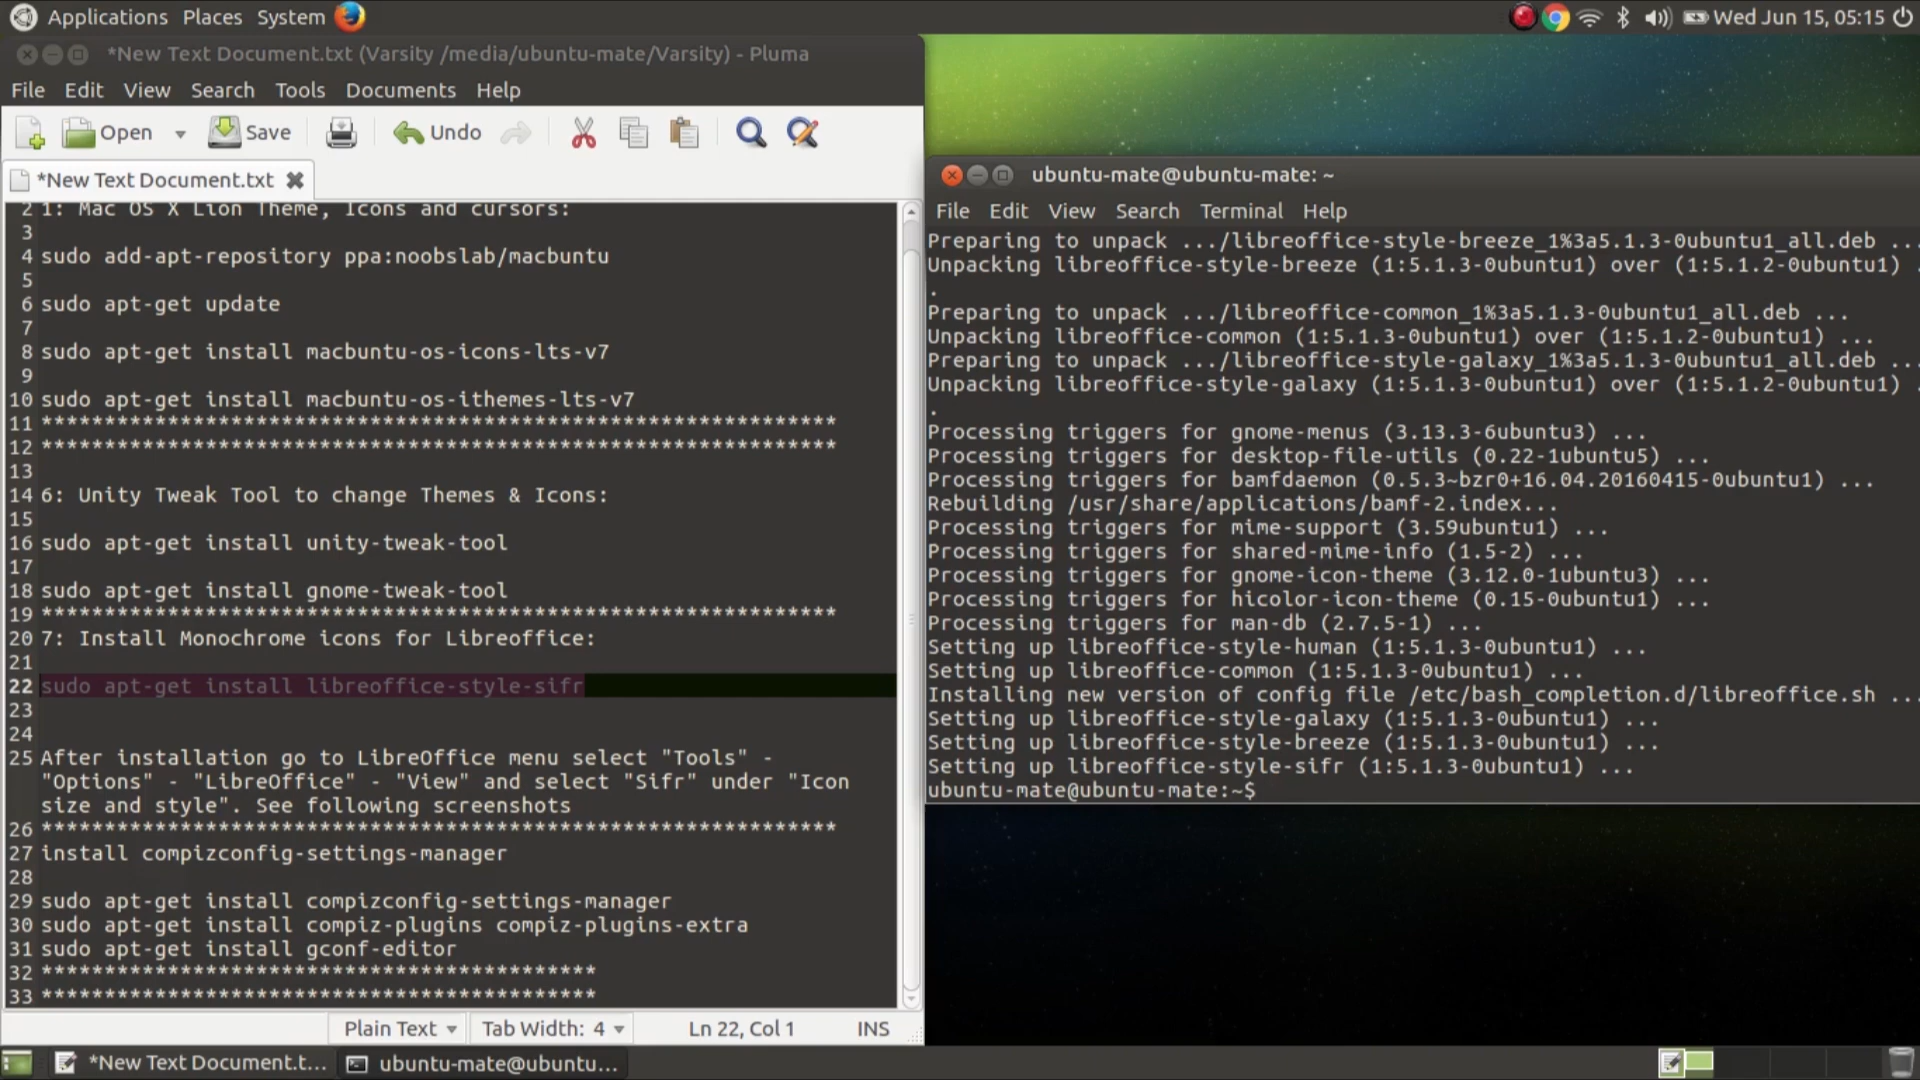 Applications Places System
Wed Jun 15, 05:15
*New Text Document.txt (Varsity /media/ubuntu-mate/Varsity) - Pluma
File Edit View Search Tools Documents Help
Open Save Undo
*New Text Document.txt
2 1: Mac OS X Lion Theme, Icons and cursors:
3
4 sudo add-apt-repository ppa:noobslab/macbuntu
5
6 sudo apt-get update
7
8 sudo apt-get install macbuntu-os-icons-lts-v7
9
10 sudo apt-get install macbuntu-os-ithemes-lts-v7
11 ***************************************************************
12 ***************************************************************
13
14 6: Unity Tweak Tool to change Themes & Icons:
15
16 sudo apt-get install unity-tweak-tool
17
18 sudo apt-get install gnome-tweak-tool
19 ***************************************************************
20 7: Install Monochrome icons for Libreoffice:
21
22 sudo apt-get install libreoffice-style-sifr
23
24
25 After installation go to LibreOffice menu select "Tools" -
"Options" - "LibreOffice" - "View" and select "Sifr" under "Icon
size and style". See following screenshots
26 ***************************************************************
27 install compizconfig-settings-manager
28
29 sudo apt-get install compizconfig-settings-manager
30 sudo apt-get install compiz-plugins compiz-plugins-extra
31 sudo apt-get install gconf-editor
32 ********************************************
33 ********************************************
Plain Text Tab Width: 4 Ln 22, Col 1 INS
ubuntu-mate@ubuntu-mate: ~
File Edit View Search Terminal Help
Preparing to unpack .../libreoffice-style-breeze_1%3a5.1.3-0ubuntu1_all.deb ...
Unpacking libreoffice-style-breeze (1:5.1.3-0ubuntu1) over (1:5.1.2-0ubuntu1) .
.
Preparing to unpack .../libreoffice-common_1%3a5.1.3-0ubuntu1_all.deb ...
Unpacking libreoffice-common (1:5.1.3-0ubuntu1) over (1:5.1.2-0ubuntu1) ...
Preparing to unpack .../libreoffice-style-galaxy_1%3a5.1.3-0ubuntu1_all.deb ...
Unpacking libreoffice-style-galaxy (1:5.1.3-0ubuntu1) over (1:5.1.2-0ubuntu1) .
.
Processing triggers for gnome-menus (3.13.3-6ubuntu3) ...
Processing triggers for desktop-file-utils (0.22-1ubuntu5) ...
Processing triggers for bamfdaemon (0.5.3~bzr0+16.04.20160415-0ubuntu1) ...
Rebuilding /usr/share/applications/bamf-2.index...
Processing triggers for mime-support (3.59ubuntu1) ...
Processing triggers for shared-mime-info (1.5-2) ...
Processing triggers for gnome-icon-theme (3.12.0-1ubuntu3) ...
Processing triggers for hicolor-icon-theme (0.15-0ubuntu1) ...
Processing triggers for man-db (2.7.5-1) ...
Setting up libreoffice-style-human (1:5.1.3-0ubuntu1) ...
Setting up libreoffice-common (1:5.1.3-0ubuntu1) ...
Installing new version of config file /etc/bash_completion.d/libreoffice.sh ...
Setting up libreoffice-style-galaxy (1:5.1.3-0ubuntu1) ...
Setting up libreoffice-style-breeze (1:5.1.3-0ubuntu1) ...
Setting up libreoffice-style-sifr (1:5.1.3-0ubuntu1) ...
ubuntu-mate@ubuntu-mate:~$
*New Text Document.t... ubuntu-mate@ubuntu...